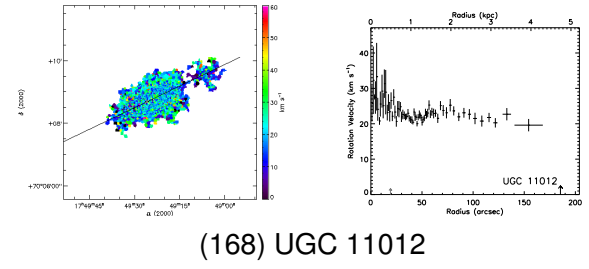 60
50
+10'
40
δ (2000)
30
km s⁻¹
+08'
20
10
+70°06'00"
0
17ʰ49ᵐ45ˢ 49ᵐ30ˢ 49ᵐ15ˢ 49ᵐ00ˢ
α (2000)
Radius (kpc)
0 1 2 3 4 5
40
30
Rotation Velocity (km s⁻¹)
20
10
UGC 11012
0
0 50 100 150 200
Radius (arcsec)
(168) UGC 11012